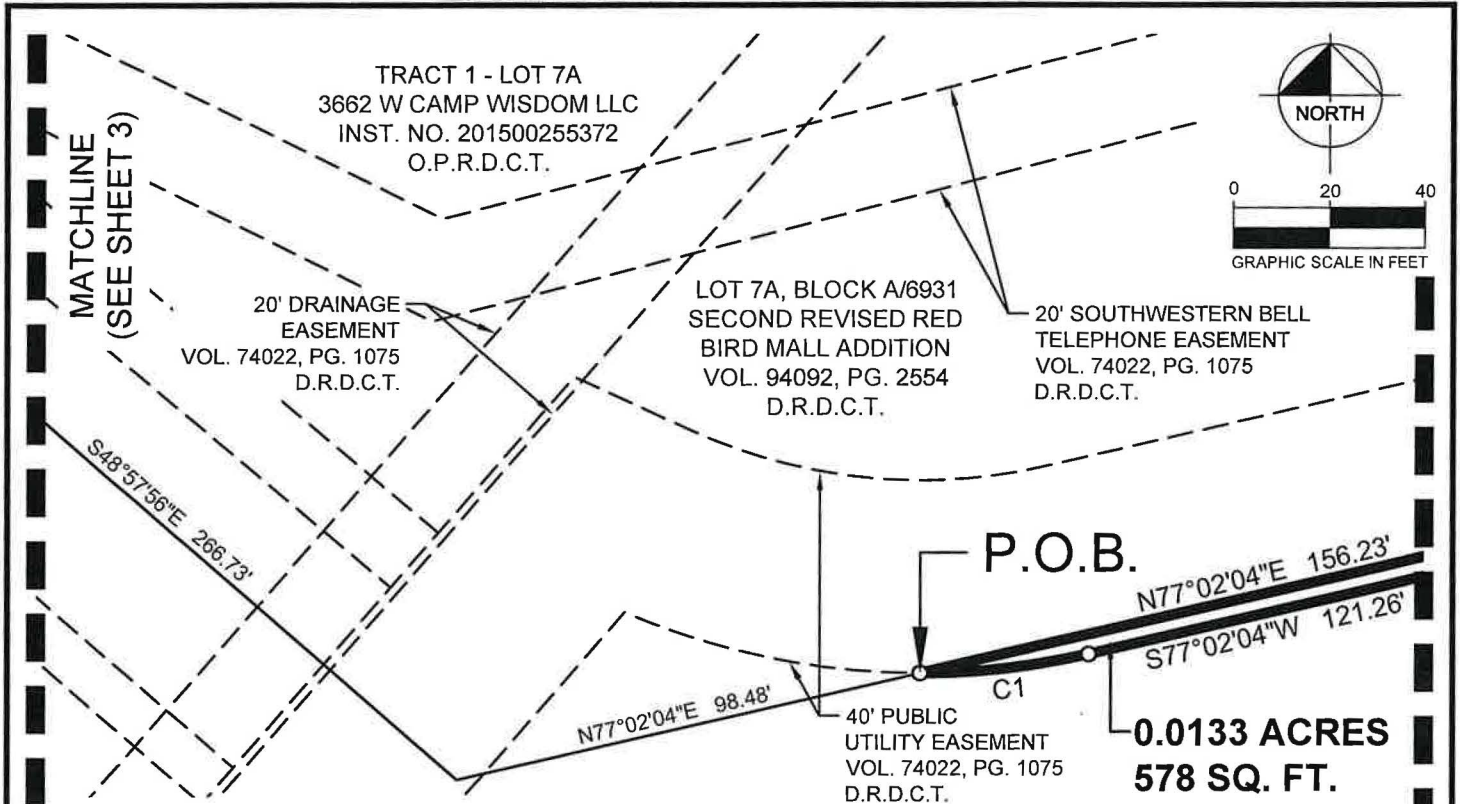 TRACT 1 - LOT 7A
3662 W CAMP WISDOM LLC
INST. NO. 201500255372
O.P.R.D.C.T.
NORTH
0 20 40
GRAPHIC SCALE IN FEET
MATCHLINE
(SEE SHEET 3)
20' DRAINAGE
EASEMENT
VOL. 74022, PG. 1075
D.R.D.C.T.
LOT 7A, BLOCK A/6931
SECOND REVISED RED
BIRD MALL ADDITION
VOL. 94092, PG. 2554
D.R.D.C.T.
20' SOUTHWESTERN BELL
TELEPHONE EASEMENT
VOL. 74022, PG. 1075
D.R.D.C.T.
S48°57'56"E 266.73'
P.O.B.
N77°02'04"E 156.23'
S77°02'04"W 121.26'
C1
N77°02'04"E 98.48'
40' PUBLIC
UTILITY EASEMENT
VOL. 74022, PG. 1075
D.R.D.C.T.
0.0133 ACRES
578 SQ. FT.